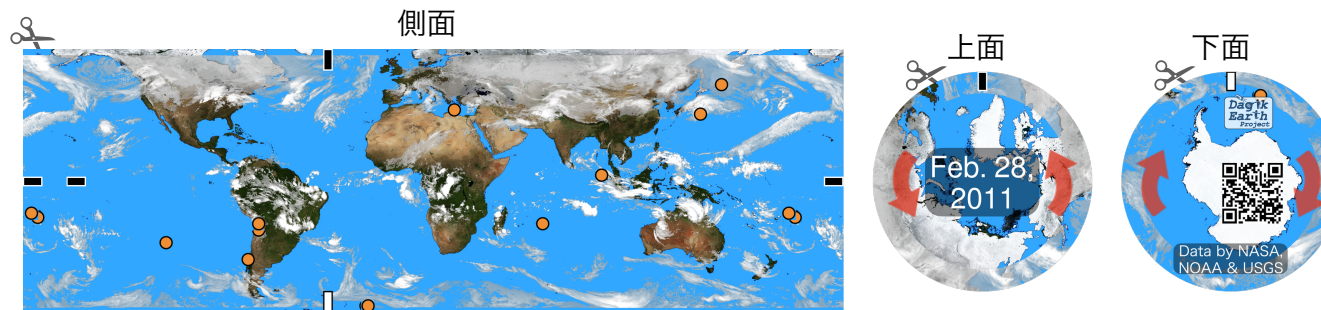 側面
上面
下面
Feb. 28,
2011
Dagik
Earth
Project
Data by NASA,
NOAA & USGS